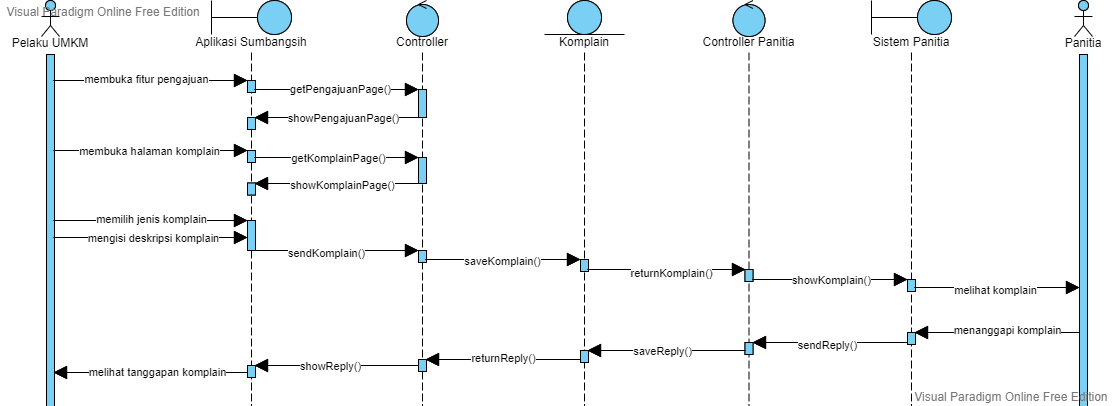 Visual Paradigm Online Free Edition
Pelaku UMKM
Aplikasi Sumbangsih
Controller
Komplain
Controller Panitia
Sistem Panitia
Panitia
membuka fitur pengajuan
getPengajuanPage()
showPengajuanPage()
membuka halaman komplain
getKomplainPage()
showKomplainPage()
memilih jenis komplain
mengisi deskripsi komplain
sendKomplain()
saveKomplain()
returnKomplain()
showKomplain()
melihat komplain
menanggapi komplain
sendReply()
saveReply()
returnReply()
showReply()
melihat tanggapan komplain
Visual Paradigm Online Free Edition